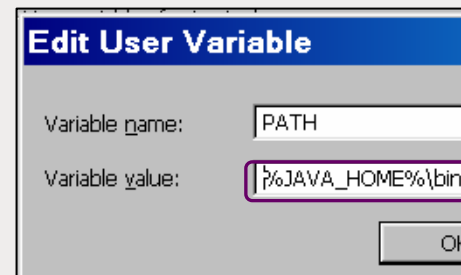 Edit User Variable
Variable name:
PATH
Variable value:
%JAVA_HOME%\bin